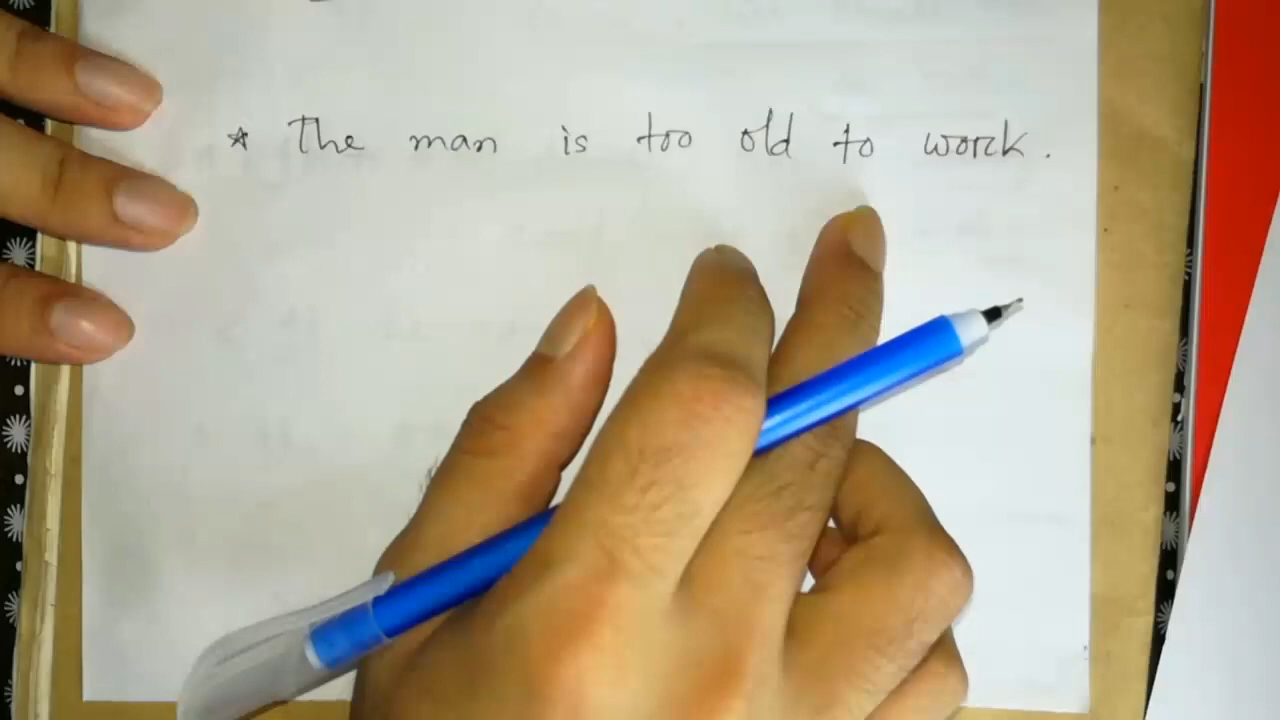 ☆ The man is too old to work.